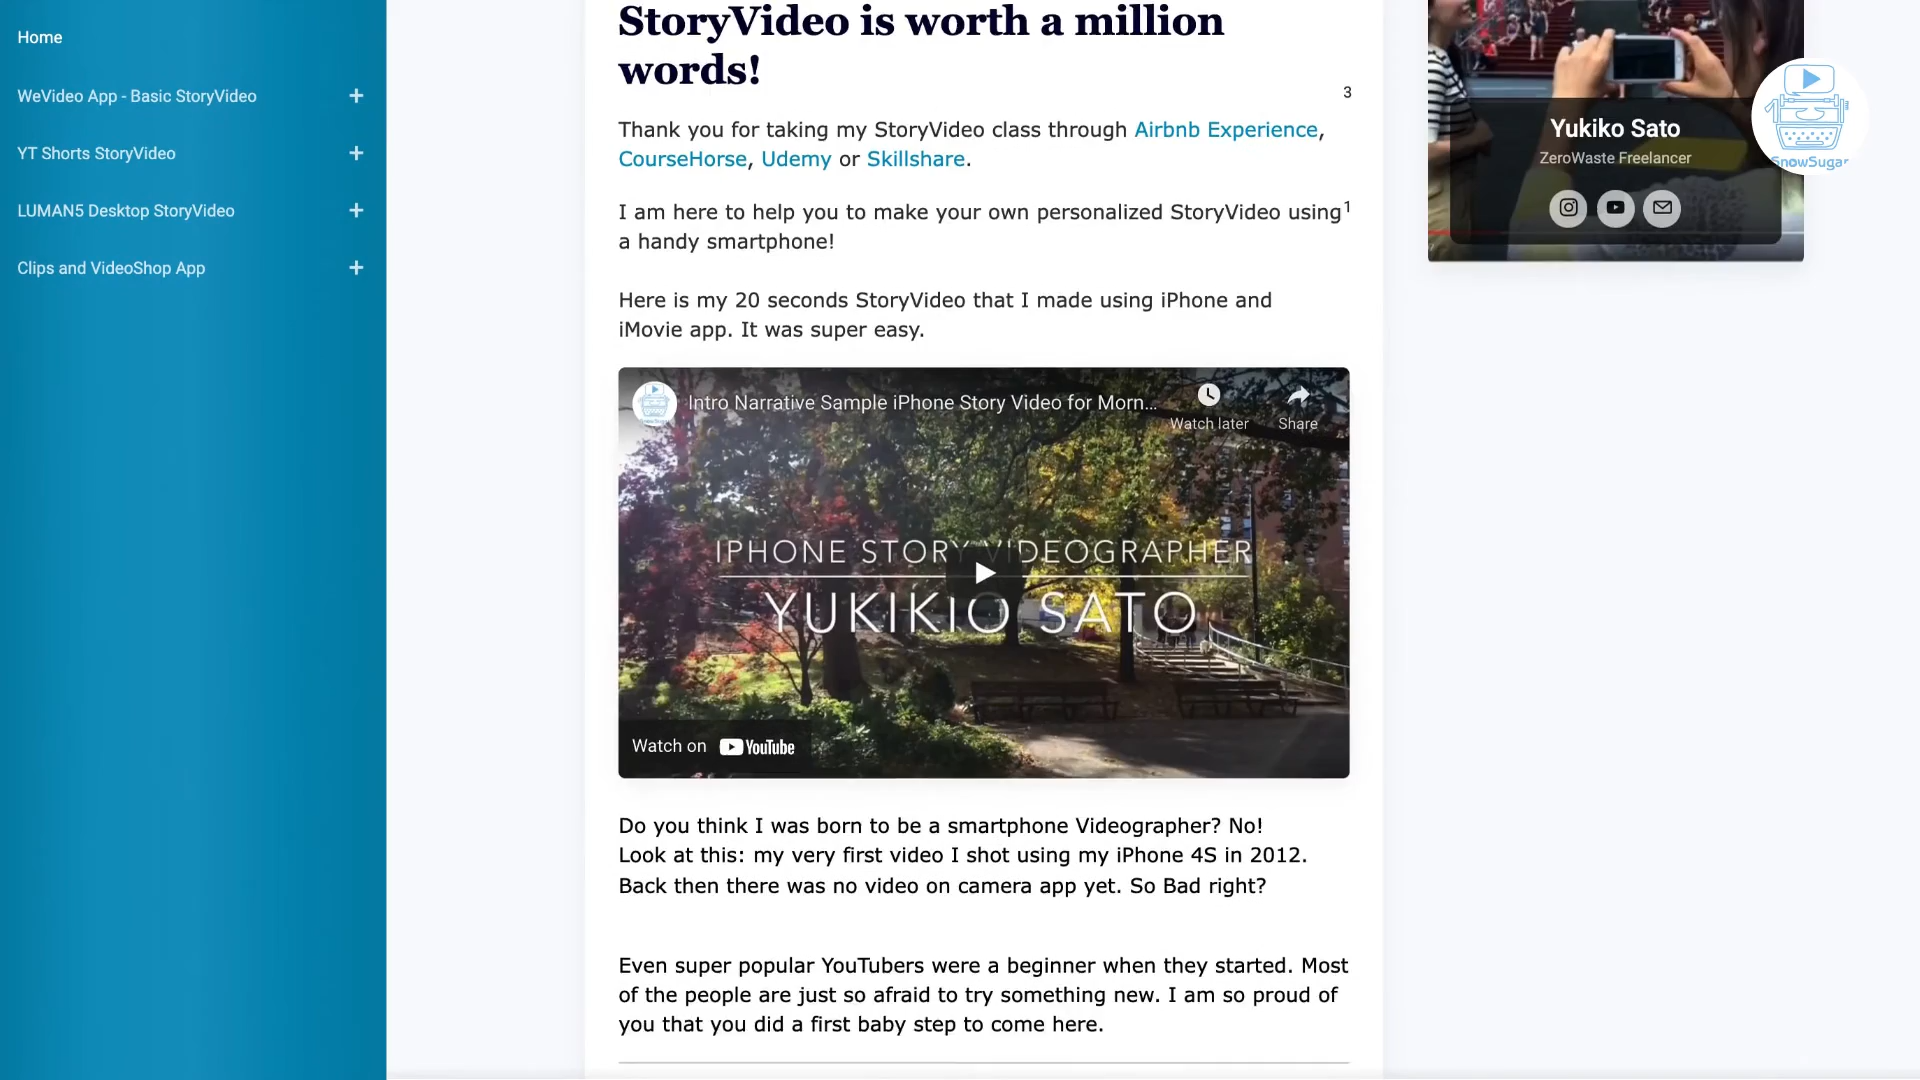 Home
WeVideo App - Basic StoryVideo +
YT Shorts StoryVideo +
LUMAN5 Desktop StoryVideo +
Clips and VideoShop App +
StoryVideo is worth a million
words!
3
Thank you for taking my StoryVideo class through Airbnb Experience,
CourseHorse, Udemy or Skillshare.
I am here to help you to make your own personalized StoryVideo using1
a handy smartphone!
Here is my 20 seconds StoryVideo that I made using iPhone and
iMovie app. It was super easy.
Intro Narrative Sample iPhone Story Video for Morn...
Watch later
Share
IPHONE STORY VIDEOGRAPHER
YUKIKIO SATO
Watch on YouTube
Do you think I was born to be a smartphone Videographer? No!
Look at this: my very first video I shot using my iPhone 4S in 2012.
Back then there was no video on camera app yet. So Bad right?
Even super popular YouTubers were a beginner when they started. Most
of the people are just so afraid to try something new. I am so proud of
you that you did a first baby step to come here.
Yukiko Sato
ZeroWaste Freelancer
SnowSugar